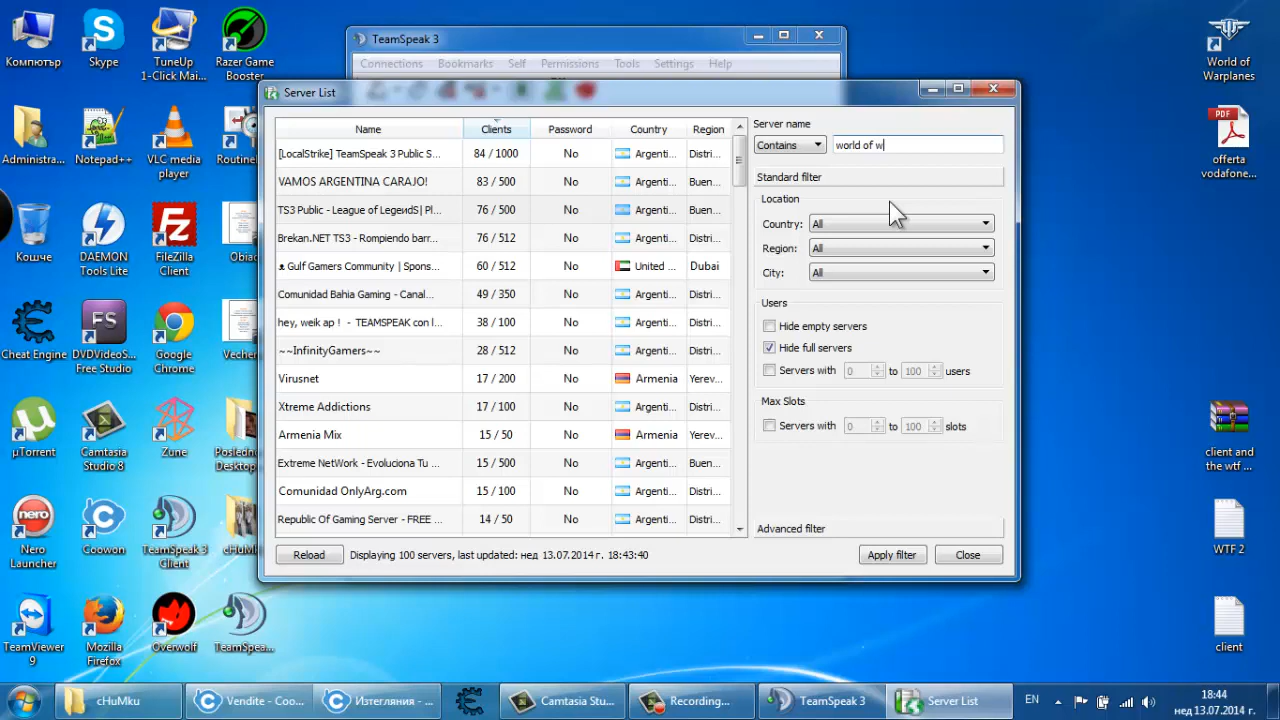 Компютър
Skype
TuneUp
1-Click Mai...
Razer Game
Booster
Administra...
Notepad++
VLC media
player
Routine
Кошче
DAEMON
Tools Lite
FileZilla
Client
Obiac
Cheat Engine
DVDVideoS...
Free Studio
Google
Chrome
Vecher
µTorrent
Camtasia
Studio 8
Zune
Posledn
Desktop
Nero
Launcher
Coowon
TeamSpeak 3
Client
cHuMk
TeamViewer
9
Mozilla
Firefox
Overwolf
TeamSpea...
World of
Warplanes
PDF
offerta
vodafone...
client and
the wtf ...
WTF 2
client
TeamSpeak 3
Connections Bookmarks Self Permissions Tools Settings Help
Server List
Name Clients Password Country Region
[LocalStrike] TeamSpeak 3 Public S... 84 / 1000 No Argenti... Distri...
VAMOS ARGENTINA CARAJO! 83 / 500 No Argenti... Buen...
TS3 Public - League of LegeиdS| Pl... 76 / 500 No Argenti... Buen...
Brekan.NET TS3 - Rompiendo barr... 76 / 512 No Argenti... Distri...
Gulf Gamers Community | Spons... 60 / 512 No United ... Dubai
Comunidad Bahia Gaming - Canal... 49 / 350 No Argenti... Buen...
hey, weik ap ! - TEAMSPEAK con l... 38 / 100 No Argenti... Distri...
~~InfinityGamers~~ 28 / 512 No Argenti... Distri...
Virusnet 17 / 200 No Armenia Yerev...
Xtreme Addictions 17 / 100 No Argenti... Distri...
Armenia Mix 15 / 50 No Armenia Yerev...
Extreme NetWork - Evoluciona Tu ... 15 / 500 No Argenti... Buen...
Comunidad OnlyArg.com 15 / 100 No Argenti... Distri...
Republic Of Gaming Server - FREE ... 14 / 50 No Argenti... Distri...
Reload Displaying 100 servers, last updated: нед 13.07.2014 г. 18:43:40
Server name
Contains world of w
Standard filter
Location
Country: All
Region: All
City: All
Users
Hide empty servers
Hide full servers
Servers with 0 to 100 users
Max Slots
Servers with 0 to 100 slots
Advanced filter
Apply filter Close
cHuMku Vendite - Coo... Изтегляния - ... Camtasia Stu... Recording... TeamSpeak 3 Server List EN
18:44
нед 13.07.2014 г.